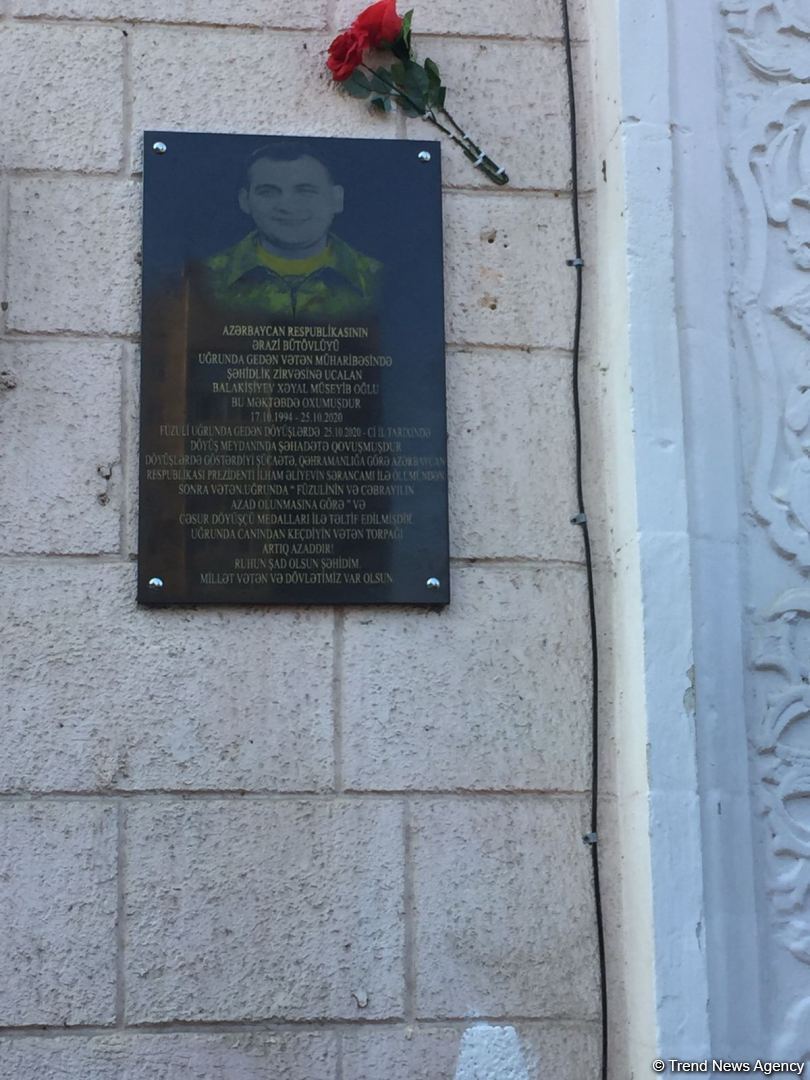 AZƏRBAYCAN RESPUBLİKASININ
ƏRAZİ BÜTÖVLÜYÜ
UĞRUNDA GEDƏN VƏTƏN MÜHARİBƏSİNDƏ
ŞƏHİDLİK ZİRVƏSİNƏ UCALAN
BALAKİŞİYEV XƏYAL MÜSEYİB OĞLU
BU MƏKTƏBDƏ OXUMUŞDUR
17.10.1994 - 25.10.2020
FÜZULİ UĞRUNDA GEDƏN DÖYÜŞLƏRDƏ 25.10.2020 - Cİ İL TARİXİNDƏ
DÖYÜŞ MEYDANINDA ŞƏHADƏTƏ QOVUŞMUŞDUR
DÖYÜŞLƏRDƏ GÖSTƏRDİYİ ŞÜCAƏTƏ, QƏHRAMANLIĞA GÖRƏ AZƏRBAYCAN
RESPUBLİKASI PREZİDENTİ İLHAM ƏLİYEVİN SƏRANCAMI İLƏ ÖLÜMÜNDƏN
SONRA VƏTƏN UĞRUNDA " FÜZULİNİN VƏ CƏBRAYILIN
AZAD OLUNMASINA GÖRƏ " VƏ
CƏSUR DÖYÜŞÇÜ MEDALLARI İLƏ TƏLTİF EDİLMİŞDİR.
UĞRUNDA CANINDAN KEÇDİYİN VƏTƏN TORPAĞI
ARTIQ AZADDIR!
RUHUN ŞAD OLSUN ŞƏHİDİM.
MİLLƏT VƏTƏN VƏ DÖVLƏTİMİZ VAR OLSUN
© Trend News Agency